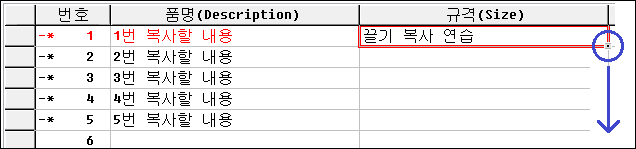 번호 품명(Description) 규격(Size)
-* 1 1번 복사할 내용 끌기 복사 연습
-* 2 2번 복사할 내용
-* 3 3번 복사할 내용
-* 4 4번 복사할 내용
-* 5 5번 복사할 내용
6